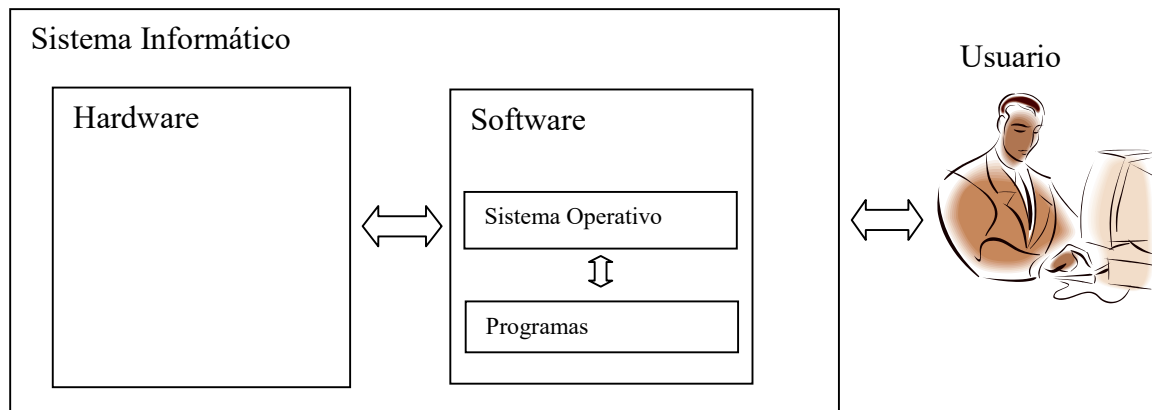 Sistema Informático
Usuario
Hardware
Software
Sistema Operativo
Programas